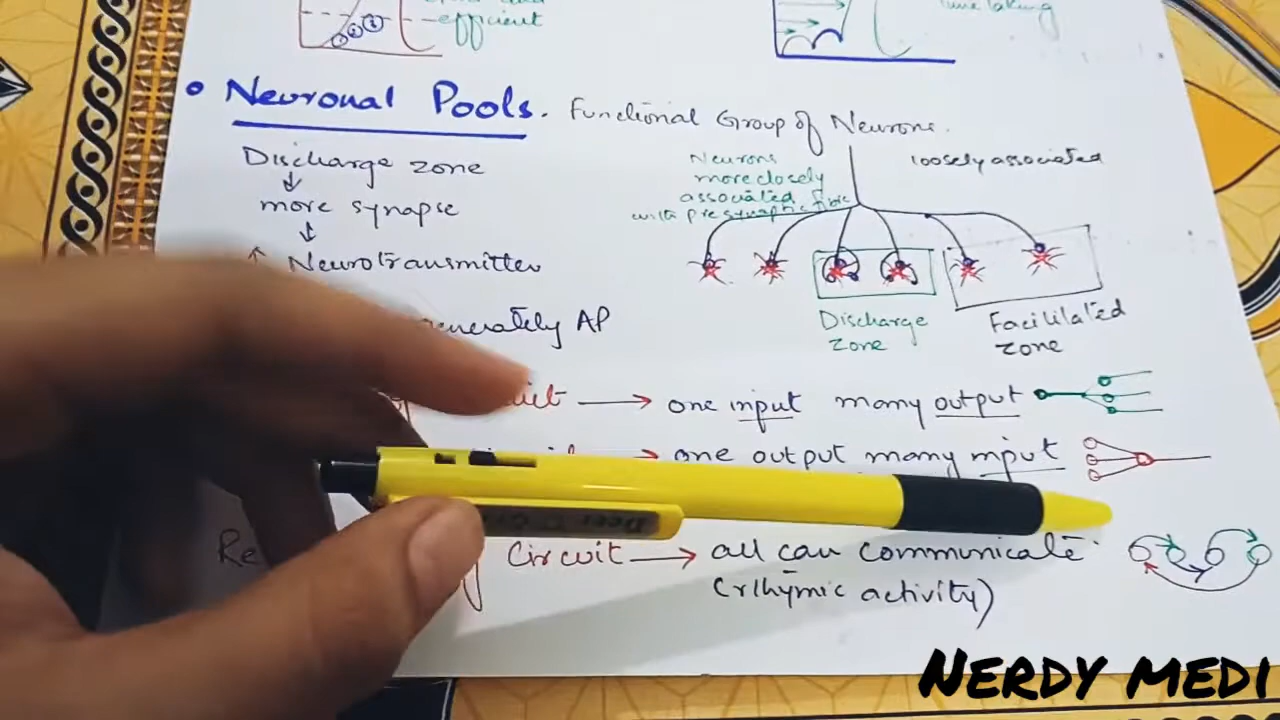 efficient
time taking
• Neuronal Pools. Functional Group of Neurons.
Discharge zone
more synapse
↑ Neurotransmitter
generately AP
Neurons
more closely
associated
with presynaptic fibre
loosely associated
Discharge
zone
Facililated
zone
one input many output
one output many input
Circuit → all can communicate
(rlhymic activity)
NERDY MEDI